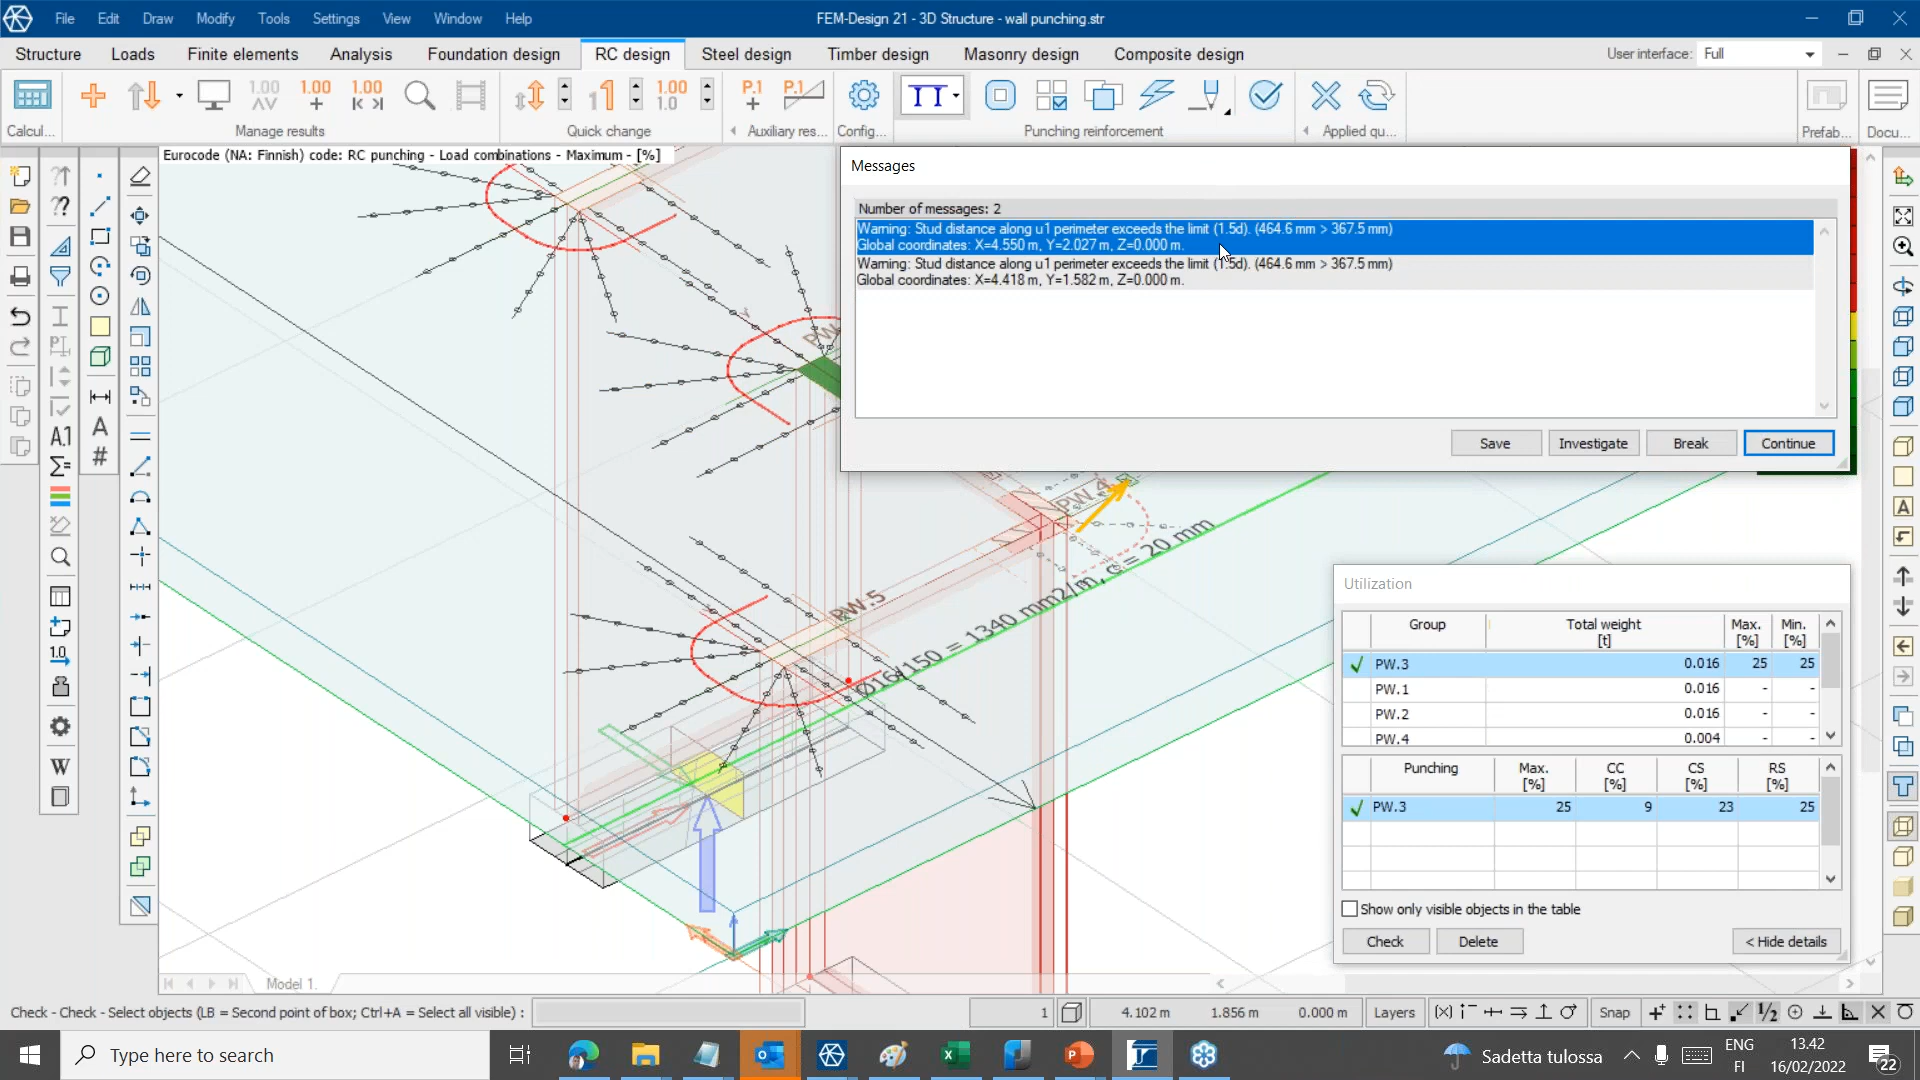 File Edit Draw Modify Tools Settings View Window Help
FEM-Design 21 - 3D Structure - wall punching.str
Structure Loads Finite elements Analysis Foundation design RC design Steel design Timber design Masonry design Composite design
User interface: Full
Calcul... Manage results Quick change Auxiliary res... Config... Punching reinforcement Applied qu... Prefab... Docu...
Eurocode (NA: Finnish) code: RC punching - Load combinations - Maximum - [%]
Messages
Number of messages: 2
Warning: Stud distance along u1 perimeter exceeds the limit (1.5d). (464.6 mm > 367.5 mm)
Global coordinates: X=4.550 m, Y=2.027 m, Z=0.000 m.
Warning: Stud distance along u1 perimeter exceeds the limit (1.5d). (464.6 mm > 367.5 mm)
Global coordinates: X=4.418 m, Y=1.582 m, Z=0.000 m.
Save Investigate Break Continue
PW.4
PW.5
Ø16/150 = 1340 mm2/m, c = 20 mm
Utilization
Group Total weight [t] Max. [%] Min. [%]
PW.3 0.016 25 25
PW.1 0.016 - -
PW.2 0.016 - -
PW.4 0.004 - -
Punching Max. [%] CC [%] CS [%] RS [%]
PW.3 25 9 23 25
Show only visible objects in the table
Check Delete < Hide details
Model 1.
Check - Check - Select objects (LB = Second point of box; Ctrl+A = Select all visible) :
1 4.102 m 1.856 m 0.000 m Layers Snap
Type here to search
Sadetta tulossa
ENG
FI
13.42
16/02/2022
22